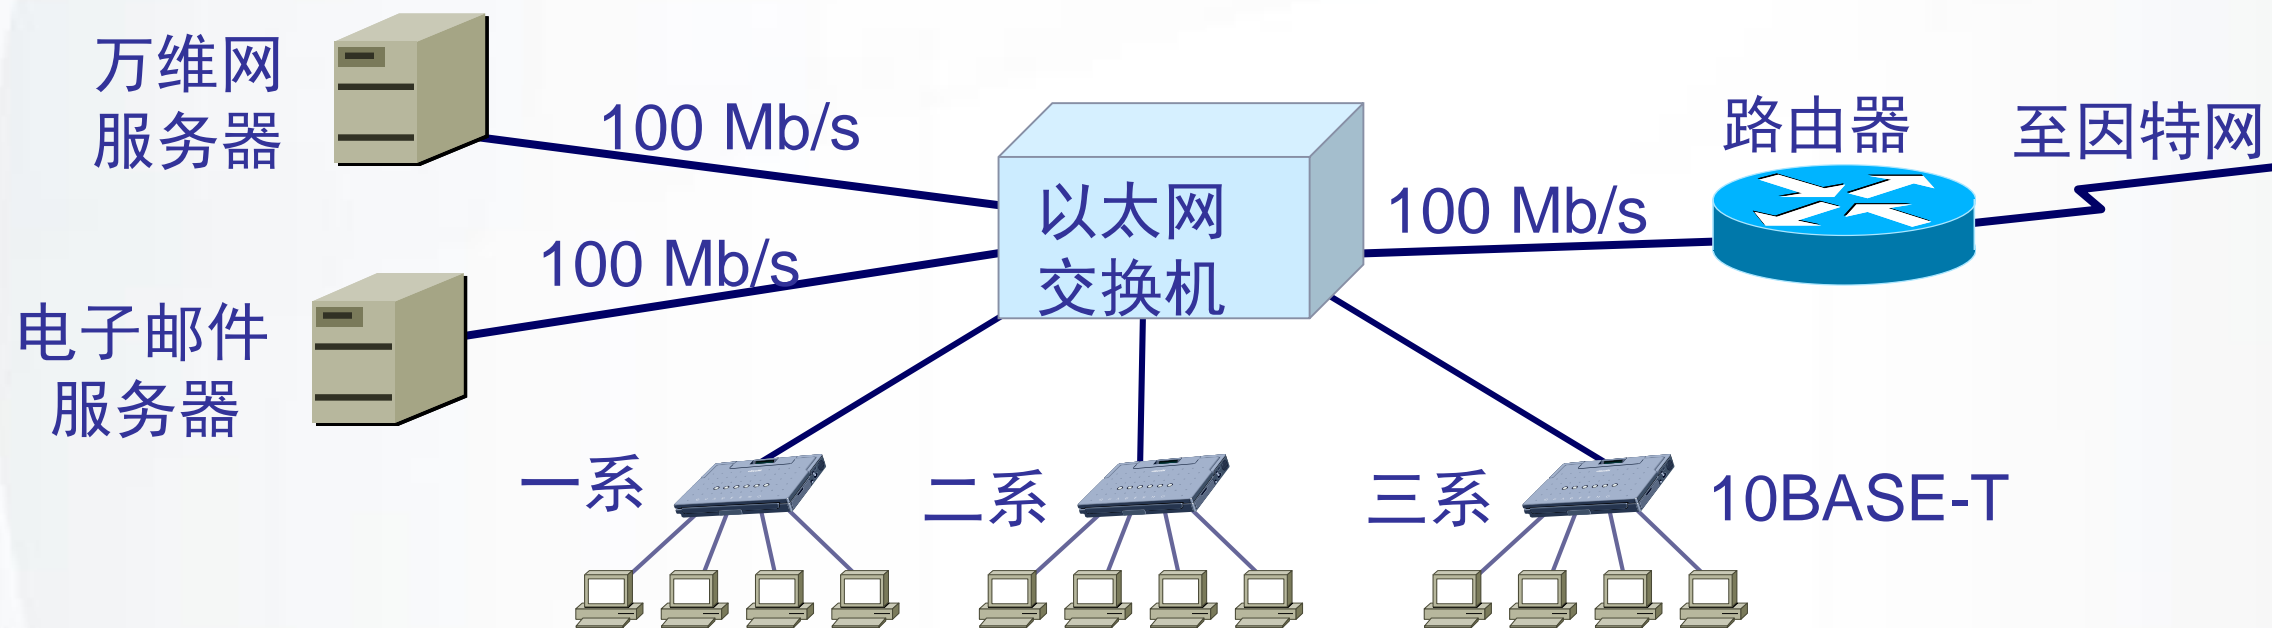 万维网
服务器
100 Mb/s
以太网
交换机
100 Mb/s
路由器
至因特网
100 Mb/s
电子邮件
服务器
一系
二系
三系
10BASE-T